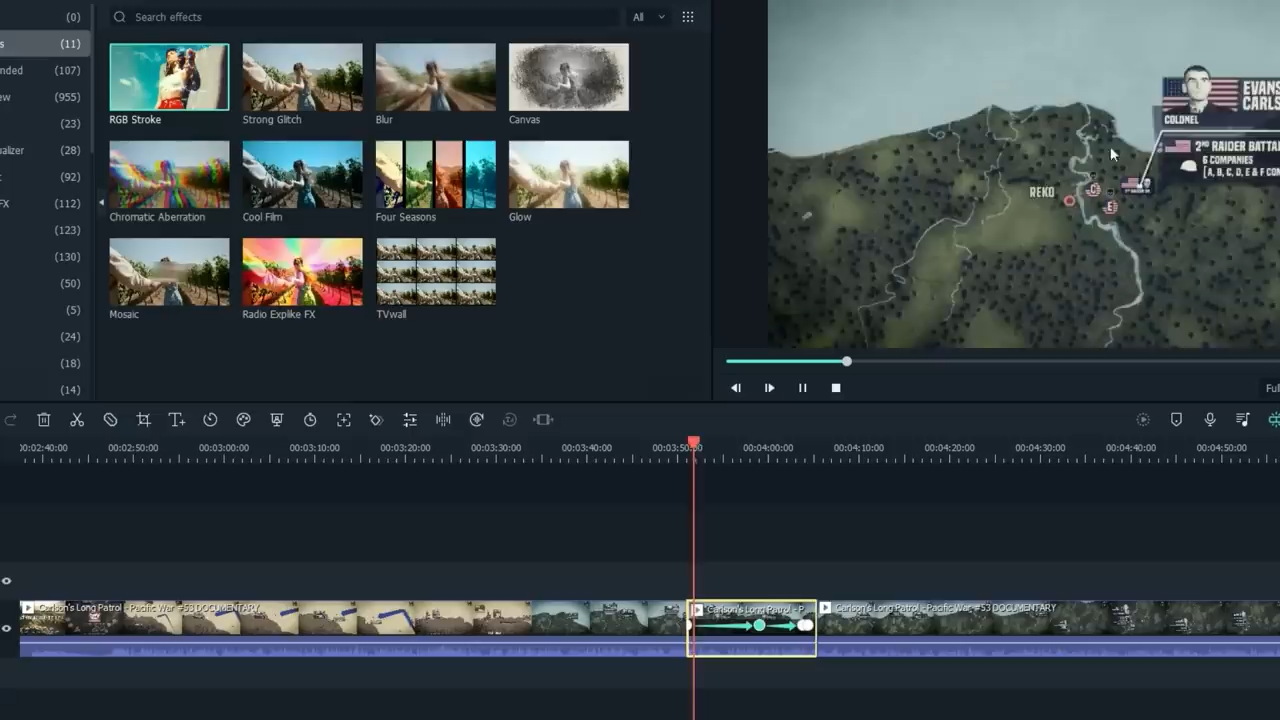 (0)
Search effects
All
s
(11)
nded
(107)
ew
(955)
(23)
ualizer
(28)
t
(92)
FX
(112)
(123)
(130)
(50)
(5)
(24)
(18)
(14)
RGB Stroke
Strong Glitch
Blur
Canvas
Chromatic Aberration
Cool Film
Four Seasons
Glow
Mosaic
Radio Explike FX
TVwall
EVANS
CARLS
COLONEL
2ND RAIDER BATTA
6 COMPANIES
[A, B, C, D, E & F COM
REKO
C
E
Ful
00:02:40:00
00:02:50:00
00:03:00:00
00:03:10:00
00:03:20:00
00:03:30:00
00:03:40:00
00:03:50:00
00:04:00:00
00:04:10:00
00:04:20:00
00:04:30:00
00:04:40:00
00:04:50:00
Carlson's Long Patrol - Pacific War #53 DOCUMENTARY
Carlson's Long Patrol - P
Carlson's Long Patrol - Pacific War #53 DOCUMENTARY